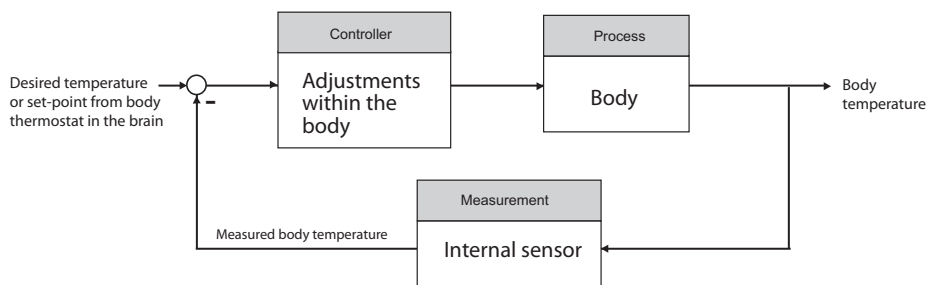 Controller
Process
Desired temperature
or set-point from body
thermostat in the brain
-
Adjustments
within the
body
Body
Body
temperature
Measurement
Measured body temperature
Internal sensor